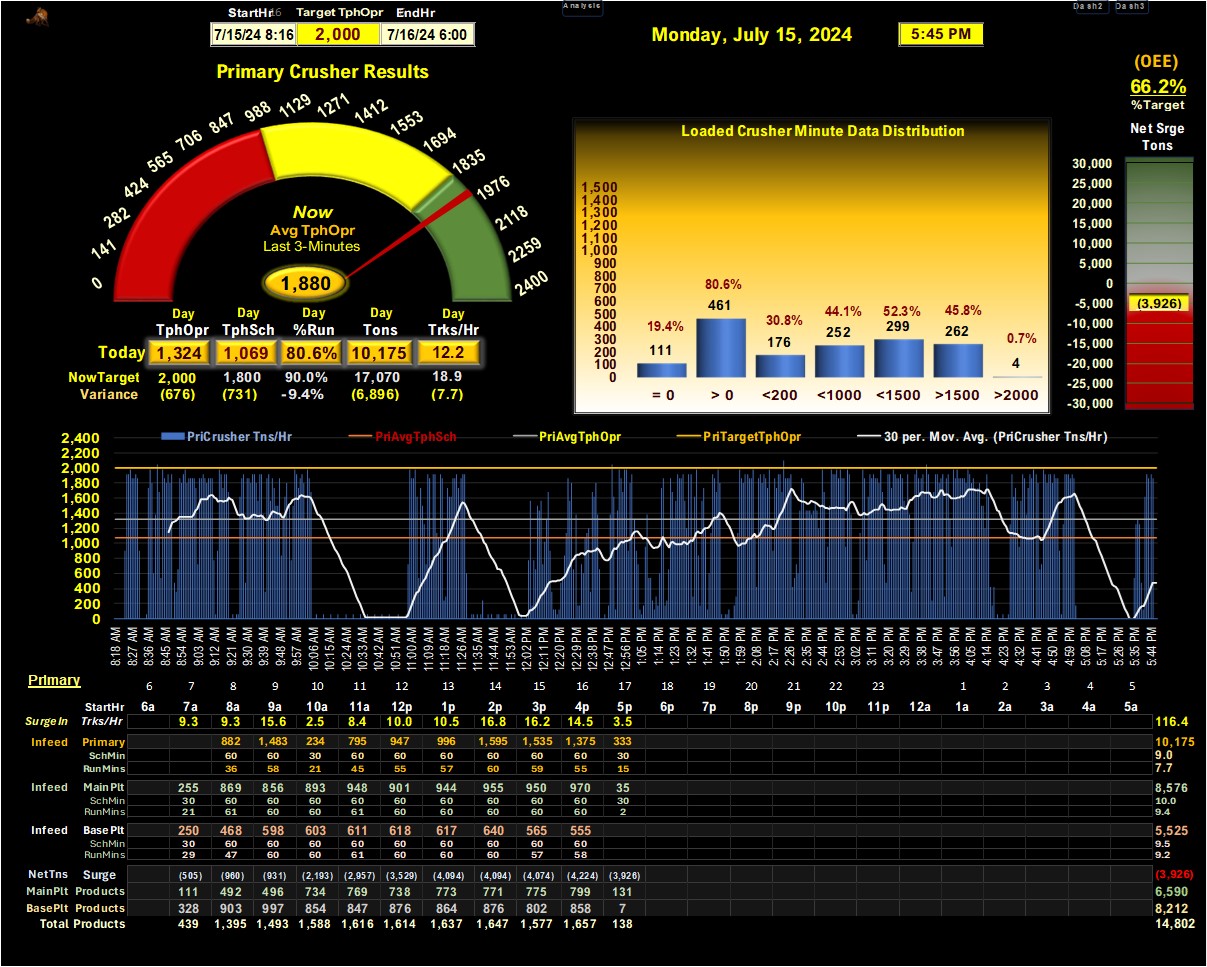 Analysis Dash2 Dash3
StartHr 16 Target TphOpr EndHr
7/15/24 8:16 2,000 7/16/24 6:00
Monday, July 15, 2024 5:45 PM
(OEE)
66.2%
%Target
Net Srge
Tons
30,000
25,000
20,000
15,000
10,000
5,000
0
-5,000
(3,926)
-10,000
-15,000
-20,000
-25,000
-30,000
Primary Crusher Results
0 141 282 424 565 706 847 988 1129 1271 1412 1553 1694 1835 1976 2118 2259 2400
Now
Avg TphOpr
Last 3-Minutes
1,880
Day Day Day Day Day
TphOpr TphSch %Run Tons Trks/Hr
Today 1,324 1,069 80.6% 10,175 12.2
NowTarget 2,000 1,800 90.0% 17,070 18.9
Variance (676) (731) -9.4% (6,896) (7.7)
Loaded Crusher Minute Data Distribution
1,500
1,400
1,300
1,200
1,100
1,000
900
800
700
600
500
400
300
200
100
0
19.4% 80.6% 30.8% 44.1% 52.3% 45.8% 0.7%
111 461 176 252 299 262 4
= 0 > 0 <200 <1000 <1500 >1500 >2000
PriCrusher Tns/Hr PriAvgTphSch PriAvgTphOpr PriTargetTphOpr 30 per. Mov. Avg. (PriCrusher Tns/Hr)
2,400
2,200
2,000
1,800
1,600
1,400
1,200
1,000
800
600
400
200
0
8:18 AM 8:27 AM 8:36 AM 8:45 AM 8:54 AM 9:03 AM 9:12 AM 9:21 AM 9:30 AM 9:39 AM 9:48 AM 9:57 AM 10:06 AM 10:15 AM 10:24 AM 10:33 AM 10:42 AM 10:51 AM 11:00 AM 11:09 AM 11:18 AM 11:26 AM 11:35 AM 11:44 AM 11:53 AM 12:02 PM 12:11 PM 12:20 PM 12:29 PM 12:38 PM 12:47 PM 12:56 PM 1:05 PM 1:14 PM 1:23 PM 1:32 PM 1:41 PM 1:50 PM 1:59 PM 2:08 PM 2:17 PM 2:26 PM 2:35 PM 2:44 PM 2:53 PM 3:02 PM 3:11 PM 3:20 PM 3:29 PM 3:38 PM 3:47 PM 3:56 PM 4:05 PM 4:14 PM 4:23 PM 4:32 PM 4:41 PM 4:50 PM 4:59 PM 5:08 PM 5:17 PM 5:26 PM 5:35 PM 5:44 PM
Primary
6 7 8 9 10 11 12 13 14 15 16 17 18 19 20 21 22 23 1 2 3 4 5
StartHr 6a 7a 8a 9a 10a 11a 12p 1p 2p 3p 4p 5p 6p 7p 8p 9p 10p 11p 12a 1a 2a 3a 4a 5a
Surge In Trks/Hr 9.3 9.3 15.6 2.5 8.4 10.0 10.5 16.8 16.2 14.5 3.5 116.4
Infeed Primary 882 1,483 234 795 947 996 1,595 1,535 1,375 333 10,175
SchMin 60 60 30 60 60 60 60 60 60 30 9.0
RunMins 36 58 21 45 55 57 60 59 55 15 7.7
Infeed MainPlt 255 869 856 893 948 901 944 955 950 970 35 8,576
SchMin 30 60 60 60 60 60 60 60 60 60 30 10.0
RunMins 21 61 60 60 61 60 60 60 60 60 2 9.4
Infeed Base Plt 250 468 598 603 611 618 617 640 565 555 5,525
SchMin 30 60 60 60 60 60 60 60 60 60 9.5
RunMins 29 47 60 60 61 60 60 60 57 58 9.2
NetTns Surge (505) (960) (931) (2,193) (2,957) (3,529) (4,094) (4,094) (4,074) (4,224) (3,926) (3,926)
MainPlt Products 111 492 496 734 769 738 773 771 775 799 131 6,590
BasePlt Products 328 903 997 854 847 876 864 876 802 858 7 8,212
Total Products 439 1,395 1,493 1,588 1,616 1,614 1,637 1,647 1,577 1,657 138 14,802